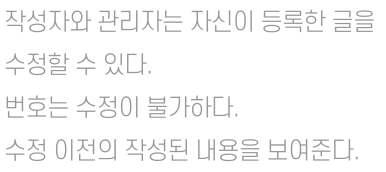 작성자와 관리자는 자신이 등록한 글을
수정할 수 있다.
번호는 수정이 불가하다.
수정 이전의 작성된 내용을 보여준다.